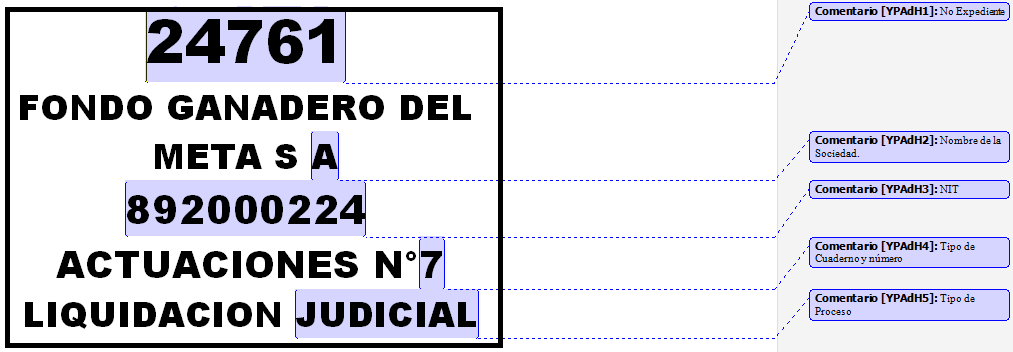 24761
FONDO GANADERO DEL
META S A
892000224
ACTUACIONES N°7
LIQUIDACION JUDICIAL
Comentario [YPAdH1]: No Expediente
Comentario [YPAdH2]: Nombre de la
Sociedad.
Comentario [YPAdH3]: NIT
Comentario [YPAdH4]: Tipo de
Cuaderno y número
Comentario [YPAdH5]: Tipo de
Proceso